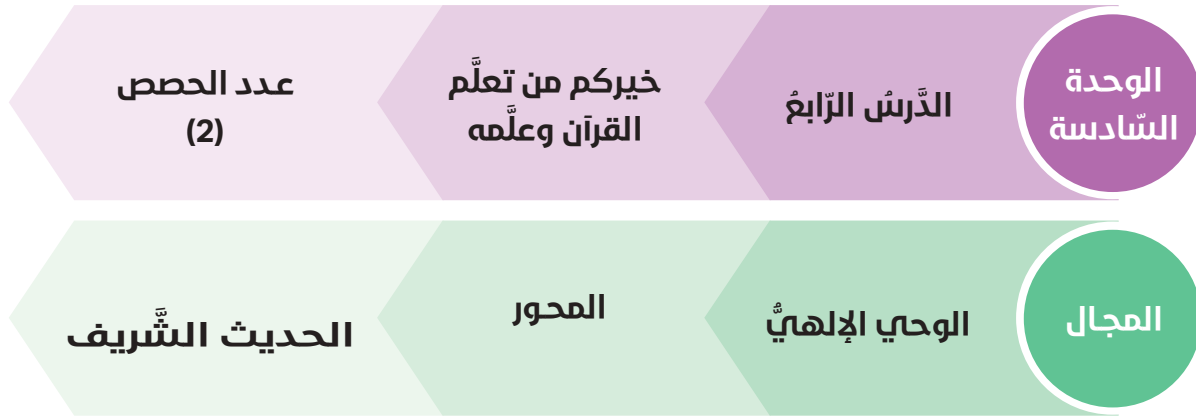 الوحدة
السّادسة
الدَّرسُ الرّابعُ
خيركم من تعلَّم
القرآن وعلَّمه
عدد الحصص
(2)
المجال
الوحي الإلهيُّ
المحور
الحديث الشَّريف